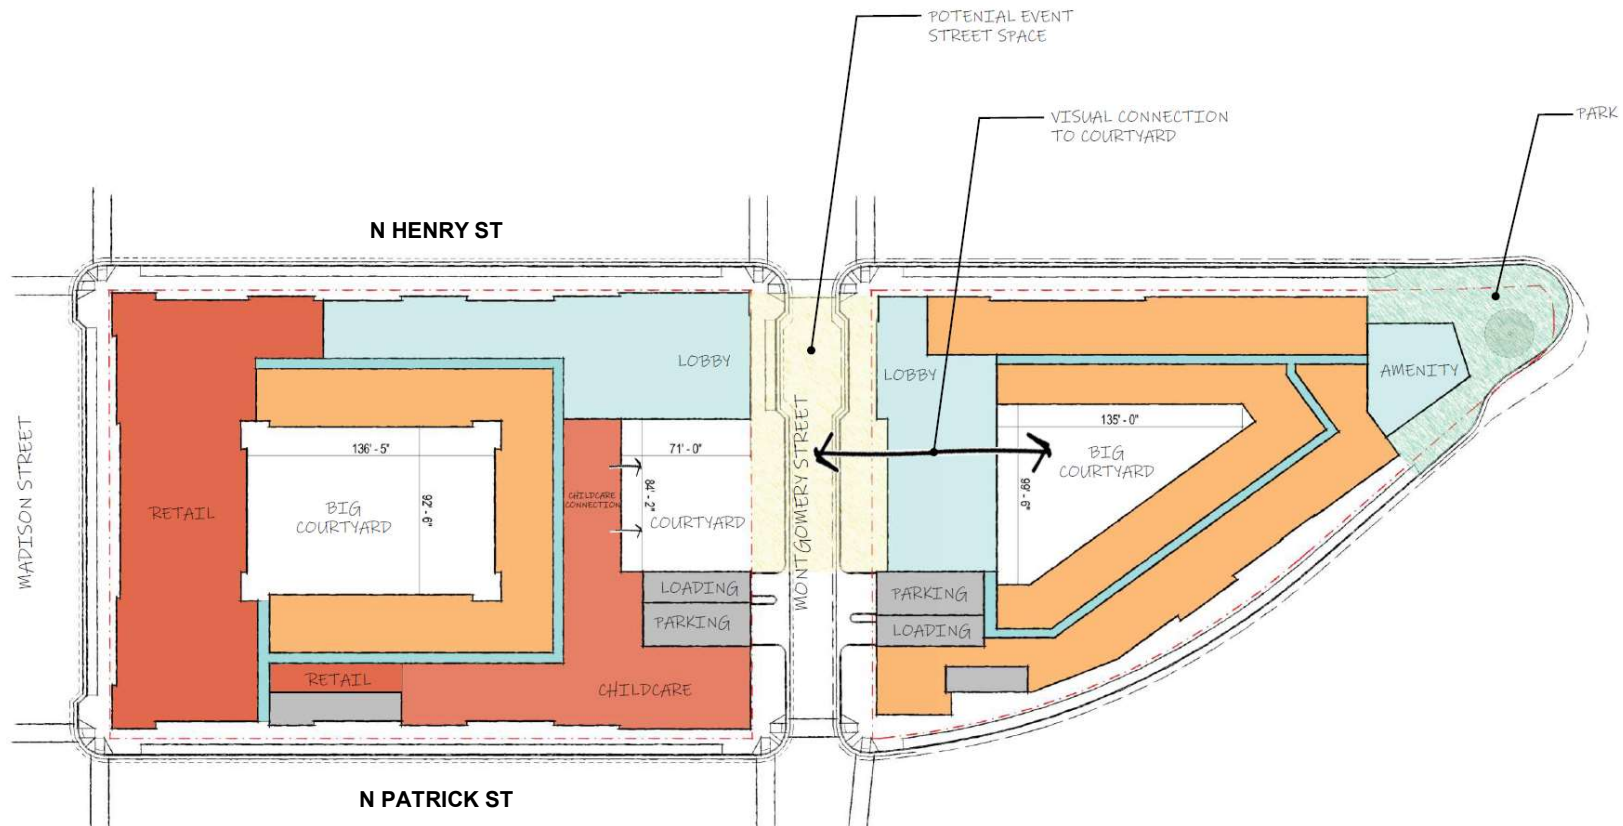 POTENIAL EVENT
STREET SPACE
VISUAL CONNECTION
TO COURTYARD
PARK
N HENRY ST
MADISON STREET
RETAIL
LOBBY
136' - 5"
92' - 6"
BIG
COURTYARD
CHILDCARE
CONNECTION
71' - 0"
84' - 2"
COURTYARD
LOADING
PARKING
RETAIL
CHILDCARE
MONTGOMERY STREET
LOBBY
135' - 0"
99' - 6"
BIG
COURTYARD
AMENITY
PARKING
LOADING
N PATRICK ST